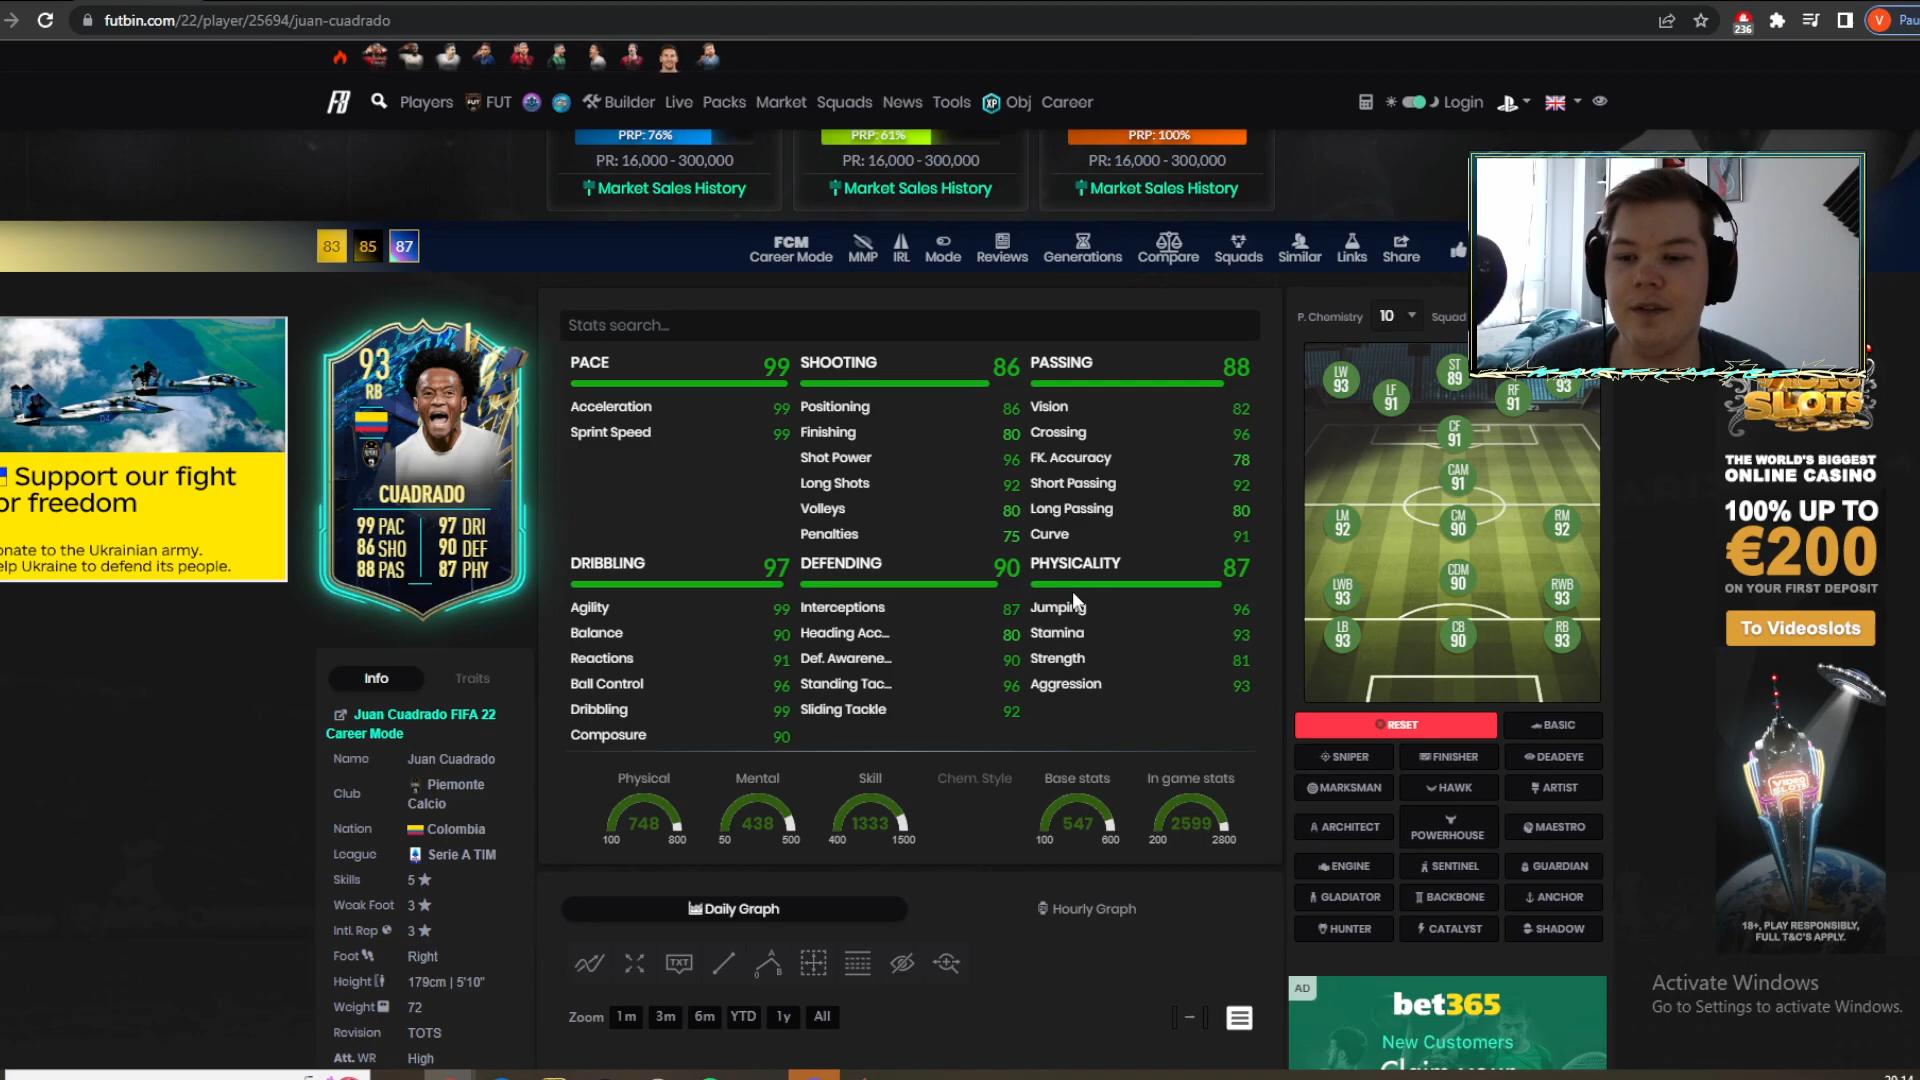 futbin.com/22/player/25694/juan-cuadrado
236
V
Pau
Players FUT Builder Live Packs Market Squads News Tools XP Obj Career
Login
PRP: 76% PRP: 61% PRP: 100%
PR: 16,000 - 300,000 PR: 16,000 - 300,000 PR: 16,000 - 300,000
Market Sales History Market Sales History Market Sales History
83 85 87
FCM
Career Mode MMP IRL Mode Reviews Generations Compare Squads Similar Links Share
Support our fight
or freedom
onate to the Ukrainian army.
elp Ukraine to defend its people.
93
RB
CUADRADO
99 PAC 97 DRI
86 SHO 90 DEF
88 PAS 87 PHY
Stats search...
PACE 99 SHOOTING 86 PASSING 88
Acceleration 99 Positioning 86 Vision 82
Sprint Speed 99 Finishing 80 Crossing 96
Shot Power 96 FK. Accuracy 78
Long Shots 92 Short Passing 92
Volleys 80 Long Passing 80
Penalties 75 Curve 91
DRIBBLING 97 DEFENDING 90 PHYSICALITY 87
Agility 99 Interceptions 87 Jumping 96
Balance 90 Heading Acc... 80 Stamina 93
Reactions 91 Def. Awarene... 90 Strength 81
Ball Control 96 Standing Tac... 96 Aggression 93
Dribbling 99 Sliding Tackle 92
Composure 90
Physical Mental Skill Chem. Style Base stats In game stats
748 438 1333 547 2599
100 800 50 500 400 1500 100 600 200 2800
Daily Graph Hourly Graph
TXT
Zoom 1m 3m 6m YTD 1y All
Info Traits
Juan Cuadrado FIFA 22
Career Mode
Name Juan Cuadrado
Club Piemonte
Calcio
Nation Colombia
League Serie A TIM
Skills 5
Weak Foot 3
Intl. Rep 3
Foot Right
Height 179cm | 5'10"
Weight 72
Revision TOTS
Att. WR High
P. Chemistry 10 Squad
LW
93
ST
89
93
LF
91
RF
91
CF
91
CAM
91
LM
92
CM
90
RM
92
CDM
90
LWB
93
RWB
93
LB
93
CB
90
RB
93
RESET BASIC
SNIPER FINISHER DEADEYE
MARKSMAN HAWK ARTIST
ARCHITECT POWERHOUSE MAESTRO
ENGINE SENTINEL GUARDIAN
GLADIATOR BACKBONE ANCHOR
HUNTER CATALYST SHADOW
AD
bet365
New Customers
SLOTS
THE WORLD'S BIGGEST
ONLINE CASINO
100% UP TO
€200
ON YOUR FIRST DEPOSIT
To Videoslots
18+, PLAY RESPONSIBLY,
FULL T&C'S APPLY.
Activate Windows
Go to Settings to activate Windows.